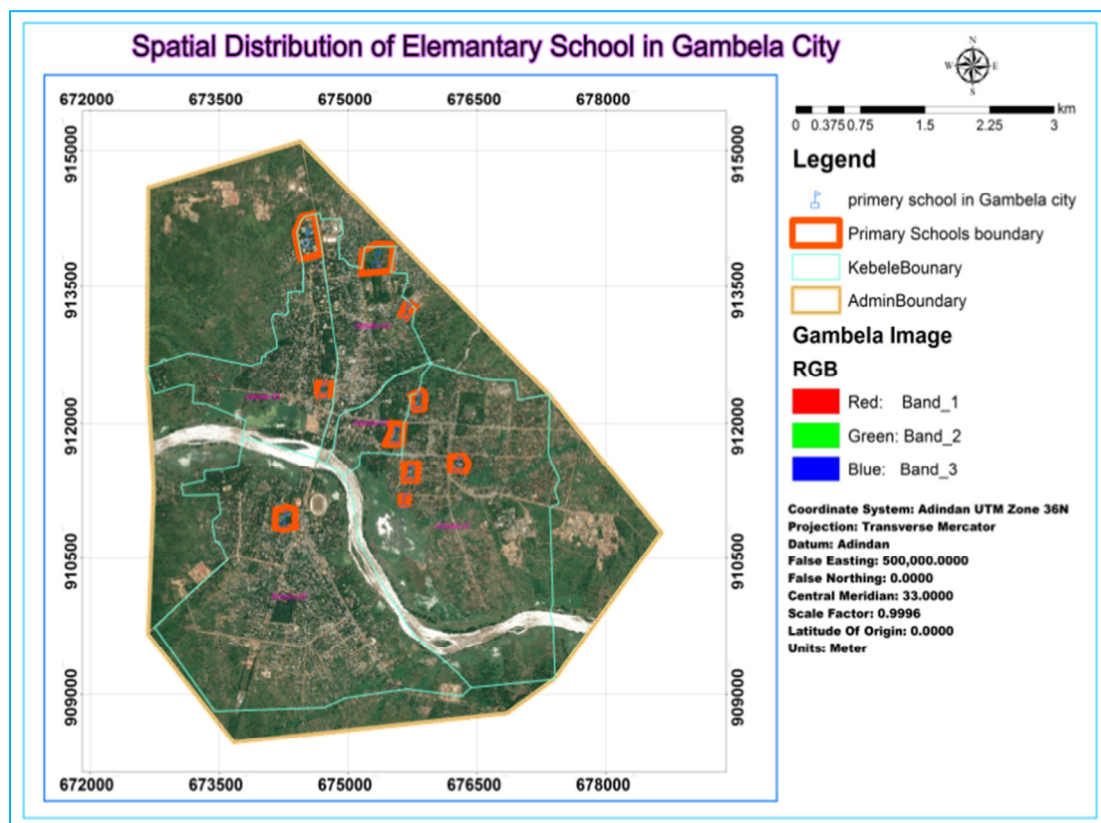 Spatial Distribution of Elemantary School in Gambela City
N
W E
S
km
0 0.375 0.75 1.5 2.25 3
Legend
primery school in Gambela city
Primary Schools boundary
KebeleBounary
AdminBoundary
Gambela Image
RGB
Red: Band_1
Green: Band_2
Blue: Band_3
Coordinate System: Adindan UTM Zone 36N
Projection: Transverse Mercator
Datum: Adindan
False Easting: 500,000.0000
False Northing: 0.0000
Central Meridian: 33.0000
Scale Factor: 0.9996
Latitude Of Origin: 0.0000
Units: Meter
672000 673500 675000 676500 678000
915000 915000
913500 913500
912000 912000
910500 910500
909000 909000
672000 673500 675000 676500 678000